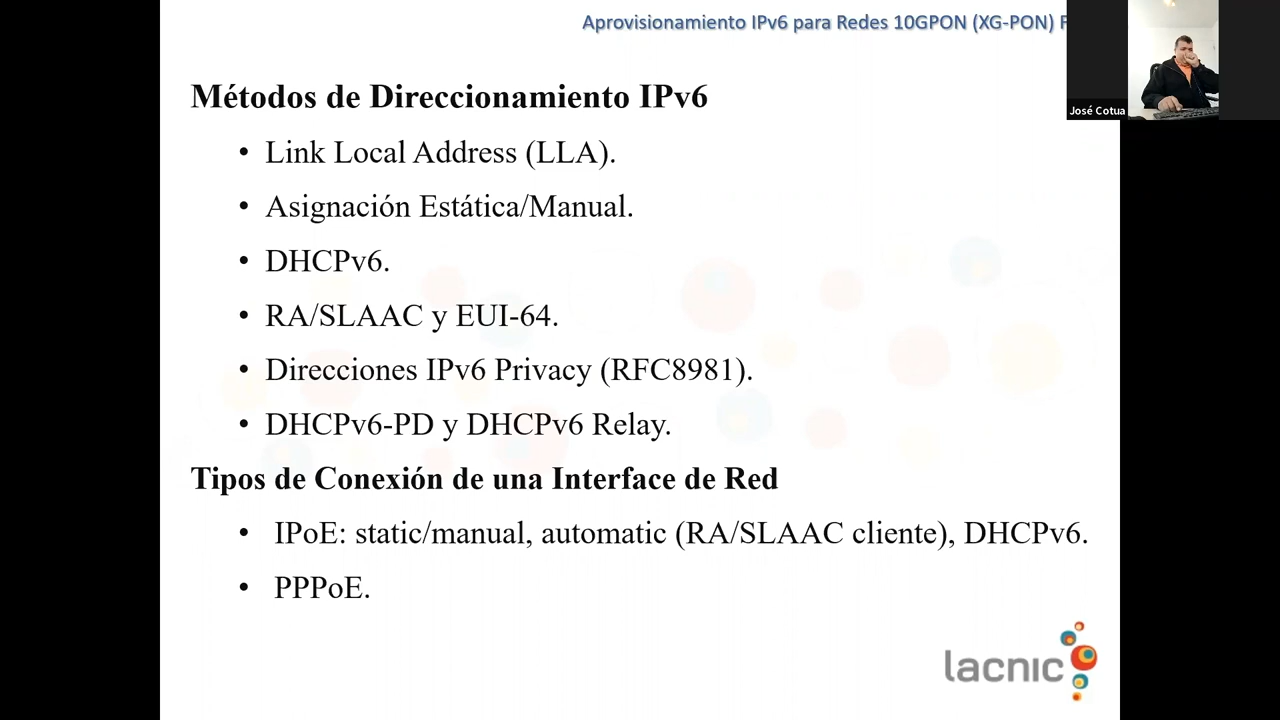 Aprovisionamiento IPv6 para Redes 10GPON (XG-PON)
José Cotua
Métodos de Direccionamiento IPv6
• Link Local Address (LLA).
• Asignación Estática/Manual.
• DHCPv6.
• RA/SLAAC y EUI-64.
• Direcciones IPv6 Privacy (RFC8981).
• DHCPv6-PD y DHCPv6 Relay.
Tipos de Conexión de una Interface de Red
• IPoE: static/manual, automatic (RA/SLAAC cliente), DHCPv6.
• PPPoE.
lacnic